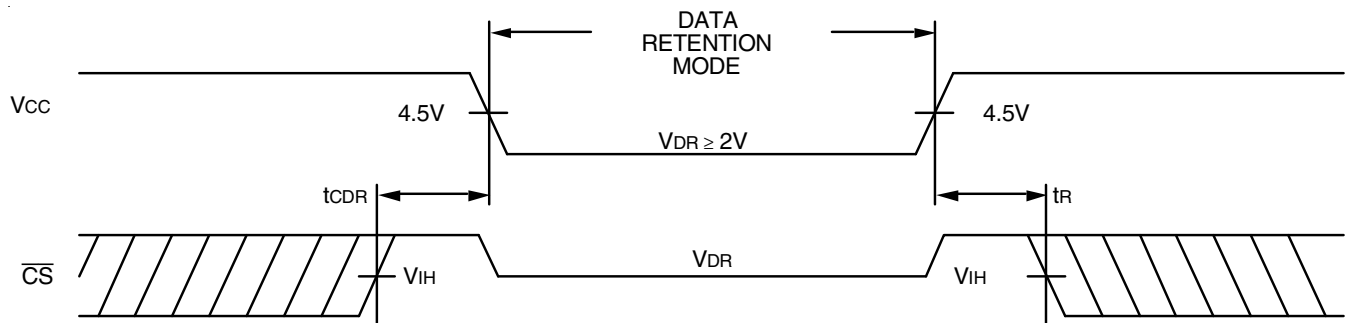 DATA
RETENTION
MODE
VCC
4.5V
4.5V
VDR ≥ 2V
tCDR
tR
CS
VIH
VDR
VIH